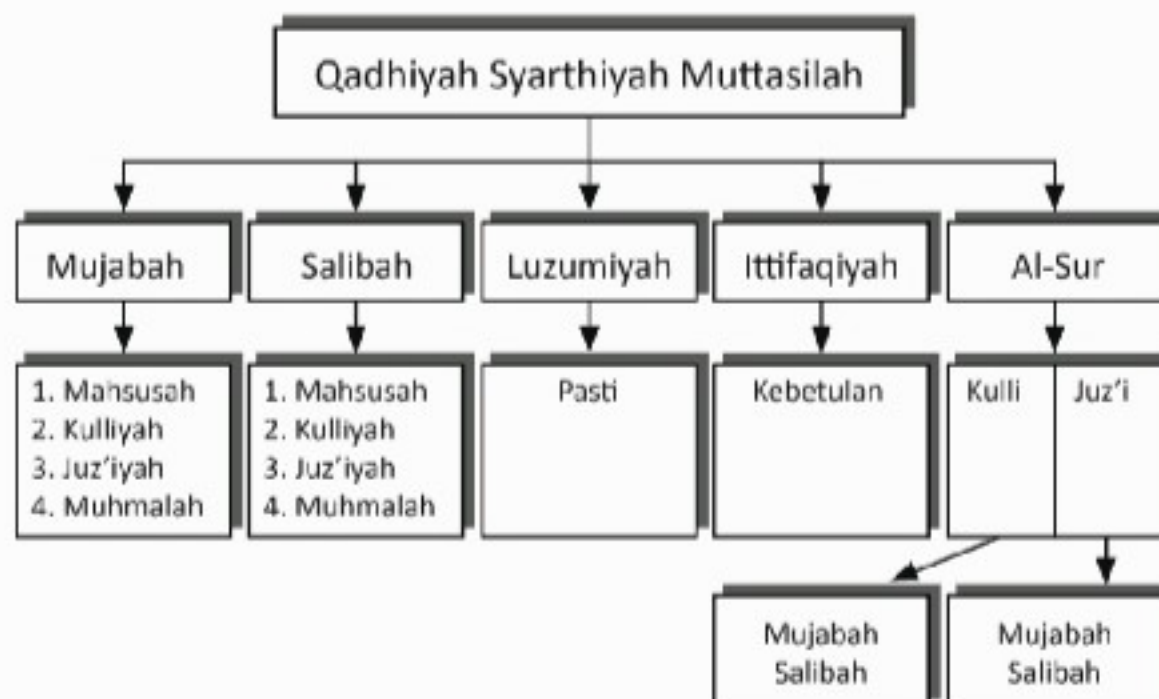 Qadhiyah Syarthiyah Muttasilah
Mujabah
Salibah
Luzumiyah
Ittifaqiyah
Al-Sur
1. Mahsusah
2. Kulliyah
3. Juz'iyah
4. Muhmalah
1. Mahsusah
2. Kulliyah
3. Juz'iyah
4. Muhmalah
Pasti
Kebetulan
Kulli
Juz'i
Mujabah
Salibah
Mujabah
Salibah